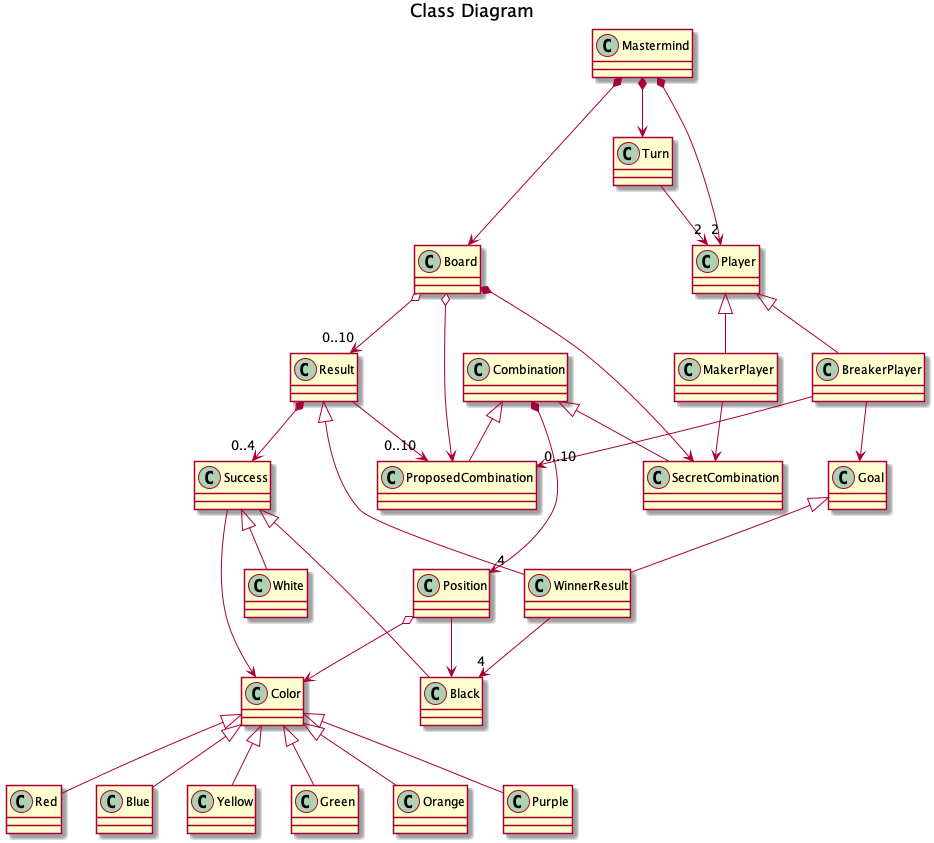 Class Diagram
C Mastermind
C Turn
2 2
C Board
C Player
0..10
C Result
C Combination
C MakerPlayer
C BreakerPlayer
0..4
0..10
0..10
C Success
C ProposedCombination
C SecretCombination
C Goal
4
C White
C Position
C WinnerResult
4
C Color
C Black
C Red
C Blue
C Yellow
C Green
C Orange
C Purple